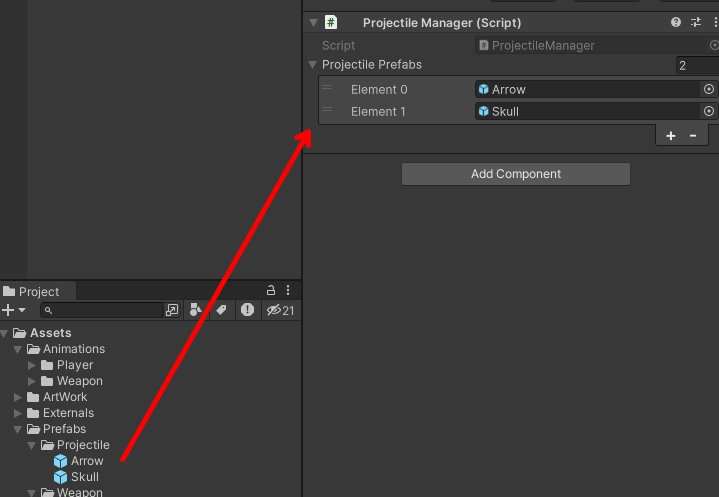 # Projectile Manager (Script)
Script # ProjectileManager
Projectile Prefabs 2
Element 0 Arrow
Element 1 Skull
+ -
Add Component
Project
+ 21
Assets
Animations
Player
Weapon
ArtWork
Externals
Prefabs
Projectile
Arrow
Skull
Weapon